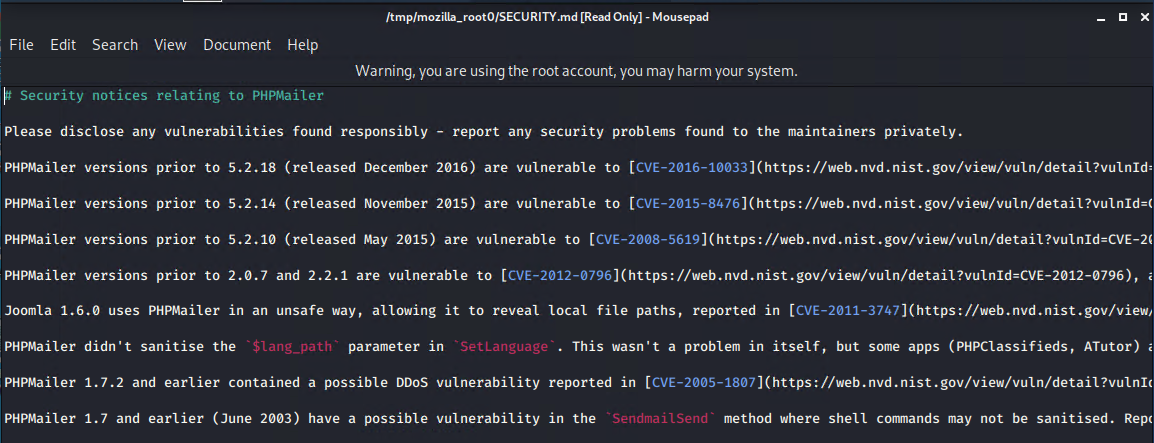 /tmp/mozilla_root0/SECURITY.md [Read Only] - Mousepad
File Edit Search View Document Help
Warning, you are using the root account, you may harm your system.
# Security notices relating to PHPMailer
Please disclose any vulnerabilities found responsibly - report any security problems found to the maintainers privately.
PHPMailer versions prior to 5.2.18 (released December 2016) are vulnerable to [CVE-2016-10033](https://web.nvd.nist.gov/view/vuln/detail?vulnId=
PHPMailer versions prior to 5.2.14 (released November 2015) are vulnerable to [CVE-2015-8476](https://web.nvd.nist.gov/view/vuln/detail?vulnId=C
PHPMailer versions prior to 5.2.10 (released May 2015) are vulnerable to [CVE-2008-5619](https://web.nvd.nist.gov/view/vuln/detail?vulnId=CVE-20
PHPMailer versions prior to 2.0.7 and 2.2.1 are vulnerable to [CVE-2012-0796](https://web.nvd.nist.gov/view/vuln/detail?vulnId=CVE-2012-0796), a
Joomla 1.6.0 uses PHPMailer in an unsafe way, allowing it to reveal local file paths, reported in [CVE-2011-3747](https://web.nvd.nist.gov/view/
PHPMailer didn't sanitise the `$lang_path` parameter in `SetLanguage`. This wasn't a problem in itself, but some apps (PHPClassifieds, ATutor) a
PHPMailer 1.7.2 and earlier contained a possible DDoS vulnerability reported in [CVE-2005-1807](https://web.nvd.nist.gov/view/vuln/detail?vulnId
PHPMailer 1.7 and earlier (June 2003) have a possible vulnerability in the `SendmailSend` method where shell commands may not be sanitised. Repo